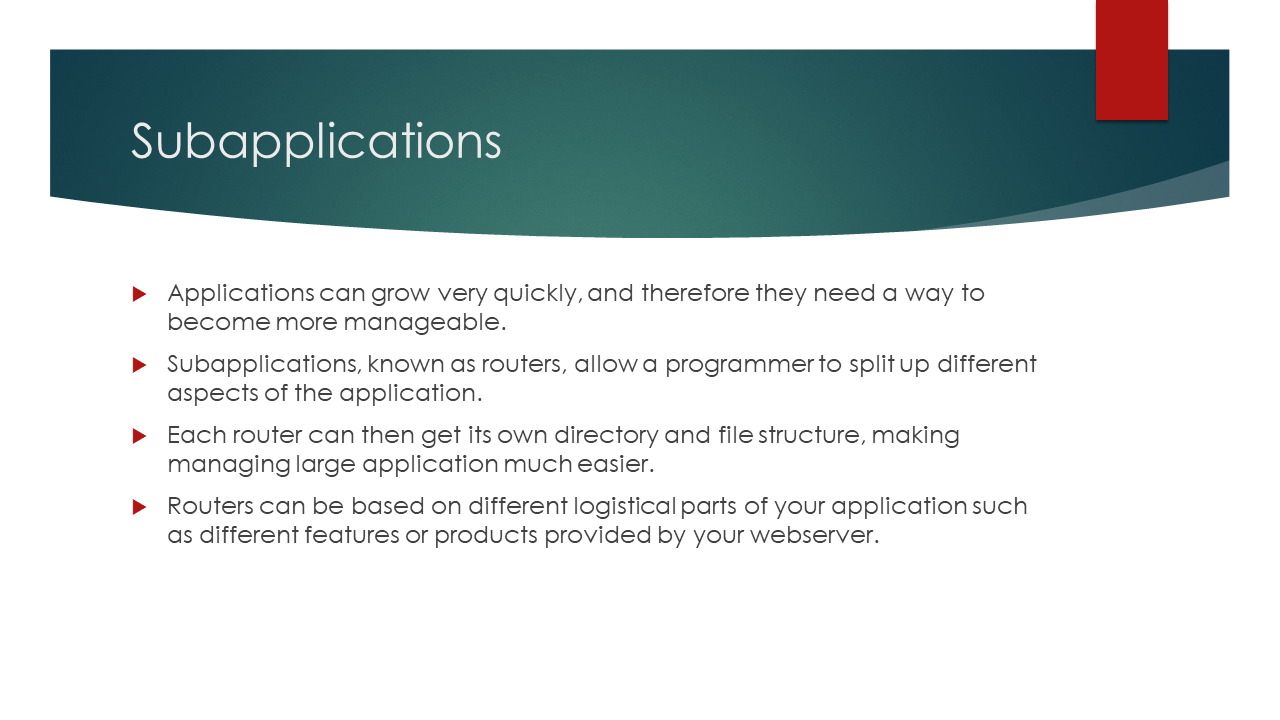 Subapplications
Applications can grow very quickly, and therefore they need a way to
become more manageable.
Subapplications, known as routers, allow a programmer to split up different
aspects of the application.
Each router can then get its own directory and file structure, making
managing large application much easier.
Routers can be based on different logistical parts of your application such
as different features or products provided by your webserver.